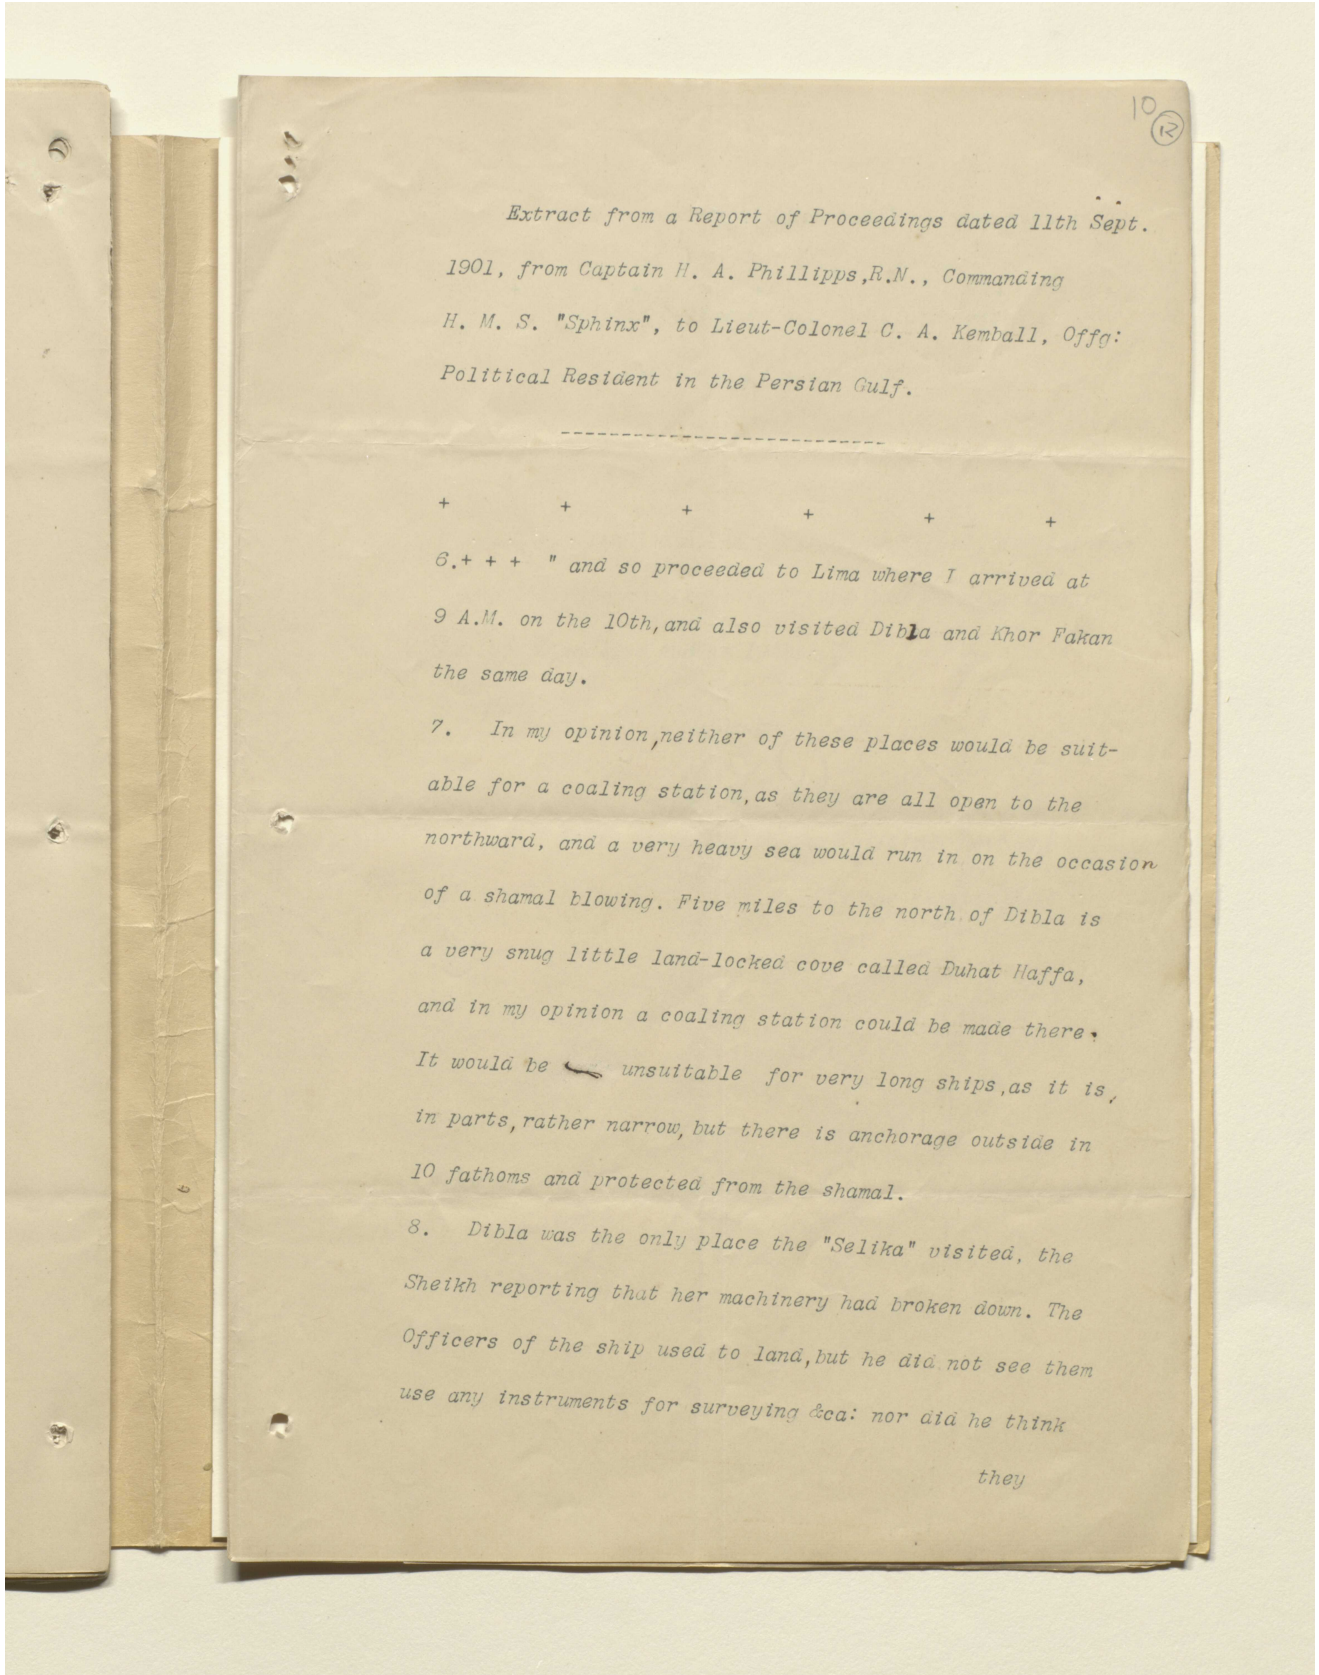 10
12
Extract from a Report of Proceedings dated 11th Sept.
1901, from Captain H. A. Phillipps,R.N., Commanding
H. M. S. "Sphinx", to Lieut-Colonel C. A. Kemball, Offg:
Political Resident in the Persian Gulf.
---------------------------
+ + + + + +
6.+ + + " and so proceeded to Lima where I arrived at
9 A.M. on the 10th,and also visited Dibla and Khor Fakan
the same day.
7. In my opinion,neither of these places would be suit-
able for a coaling station,as they are all open to the
northward, and a very heavy sea would run in on the occasion
of a shamal blowing. Five miles to the north of Dibla is
a very snug little land-locked cove called Duhat Haffa,
and in my opinion a coaling station could be made there.
It would be unsuitable for very long ships,as it is,
in parts,rather narrow,but there is anchorage outside in
10 fathoms and protected from the shamal.
8. Dibla was the only place the "Selika" visited, the
Sheikh reporting that her machinery had broken down. The
Officers of the ship used to land,but he did not see them
use any instruments for surveying &ca: nor did he think
they